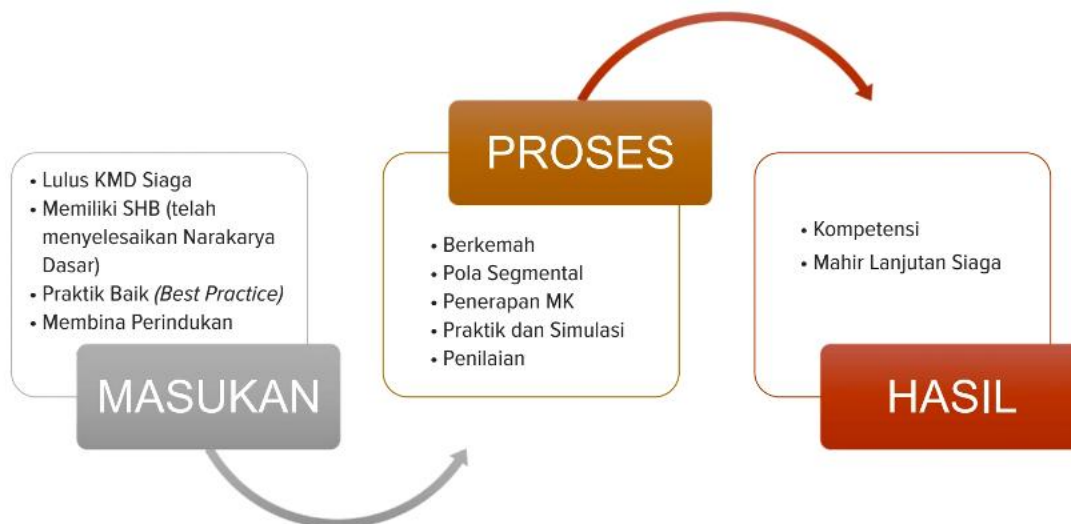 • Lulus KMD Siaga
• Memiliki SHB (telah
menyelesaikan Narakarya
Dasar)
• Praktik Baik (Best Practice)
• Membina Perindukan
MASUKAN
PROSES
• Berkemah
• Pola Segmental
• Penerapan MK
• Praktik dan Simulasi
• Penilaian
• Kompetensi
• Mahir Lanjutan Siaga
HASIL